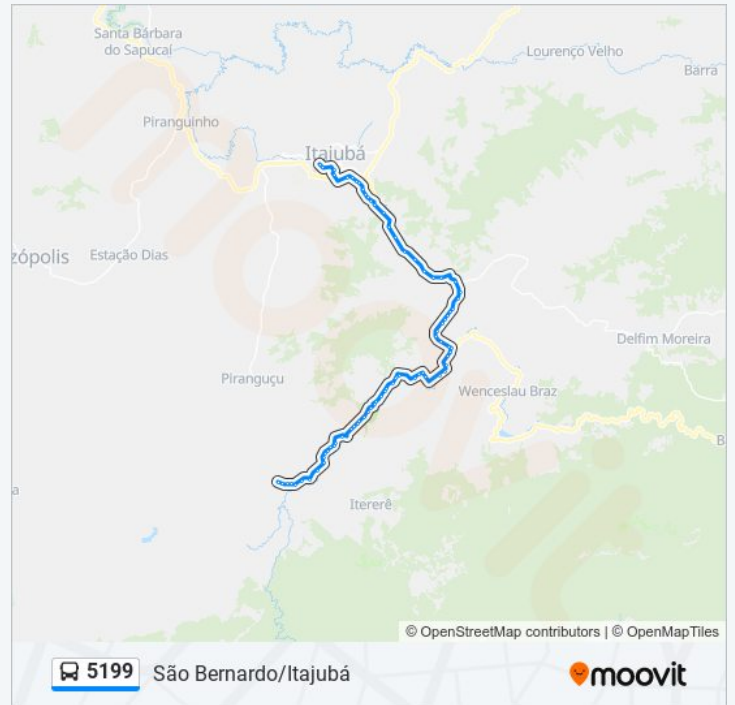 Santa Bárbara
do Sapucaí
Lourenço Velho
Barra
Piranguinho
Itajubá
zópolis
Estação Dias
Delfim Moreira
Piranguçu
Wenceslau Braz
B
a
Itererê
© OpenStreetMap contributors | © OpenMapTiles
5199 São Bernardo/Itajubá
moovit